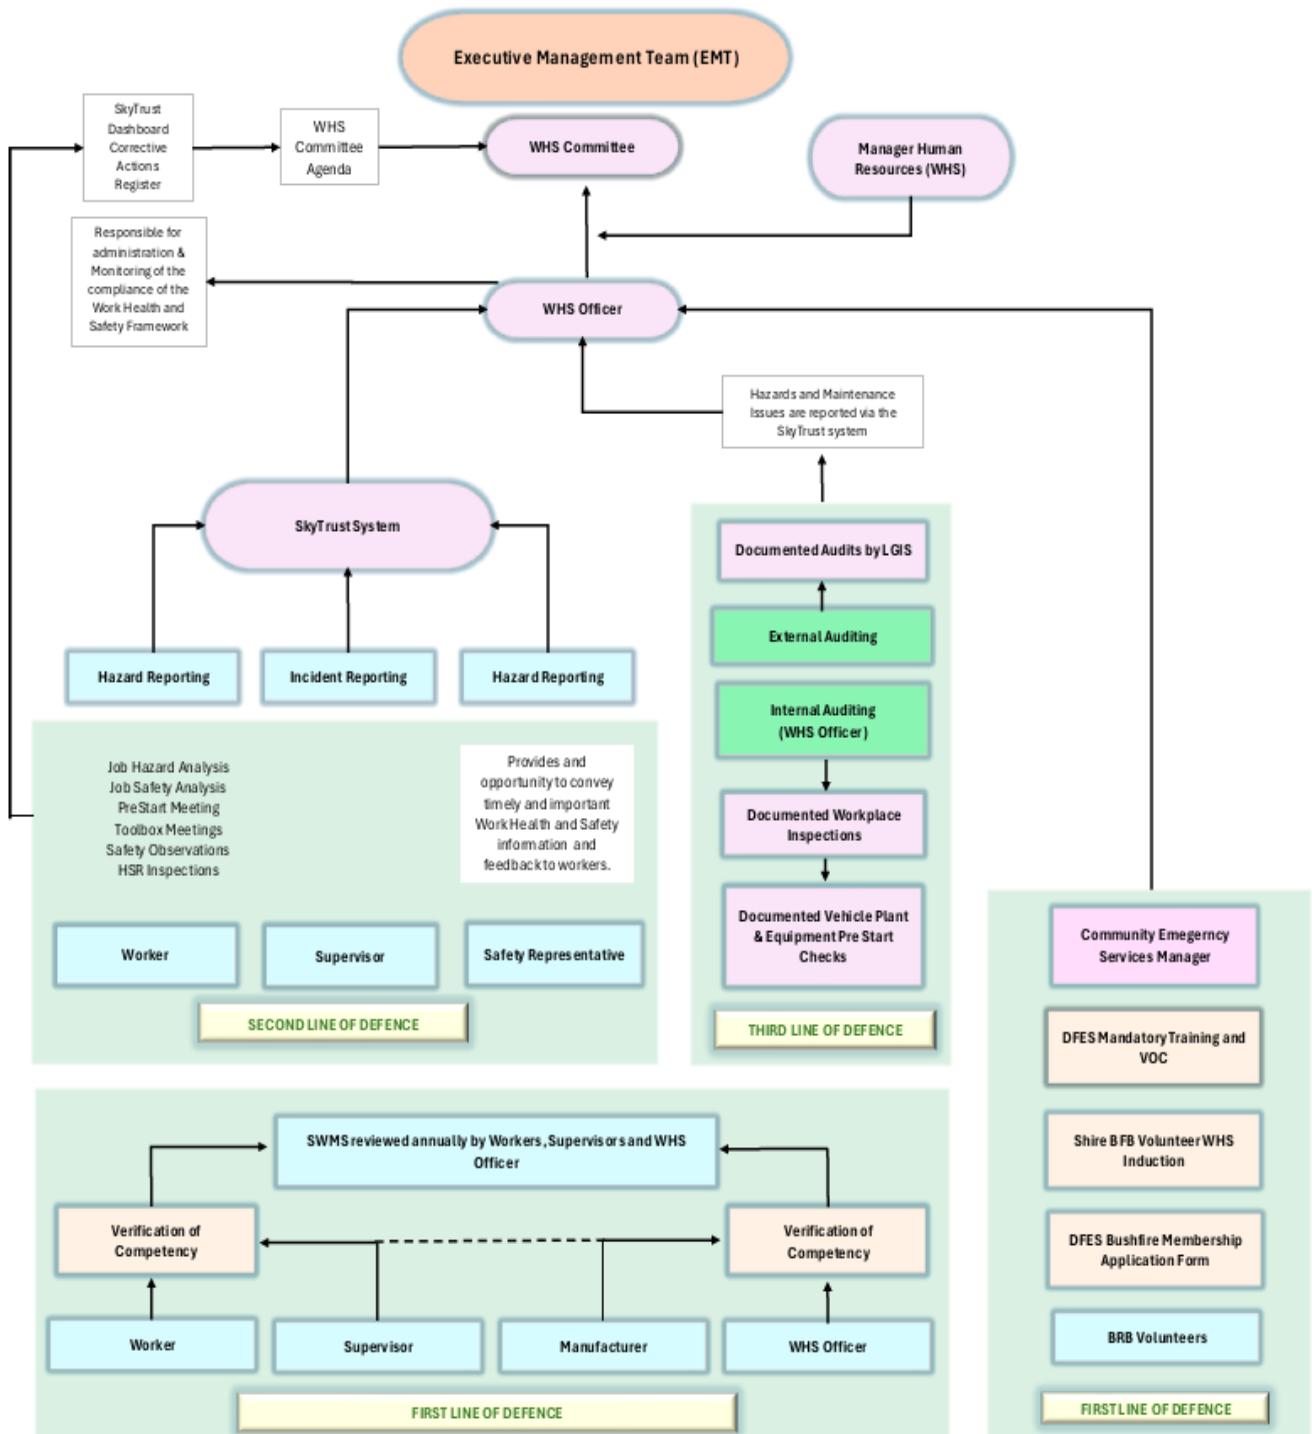 Executive Management Team (EMT)
SkyTrust
Dashboard
Corrective
Actions
Register
WHS
Committee
Agenda
WHS Committee
Manager Human
Resources (WHS)
Responsible for
administration &
Monitoring of the
compliance of the
Work Health and
Safety Framework
WHS Officer
Hazards and Maintenance
Issues are reported via the
SkyTrust system
SkyTrust System
Documented Audits by LGIS
External Auditing
Hazard Reporting
Incident Reporting
Hazard Reporting
Internal Auditing
(WHS Officer)
Job Hazard Analysis
Job Safety Analysis
PreStart Meeting
Toolbox Meetings
Safety Observations
HSR Inspections
Provides and
opportunity to convey
timely and important
Work Health and Safety
information and
feedback to workers.
Documented Workplace
Inspections
Documented Vehicle Plant
& Equipment Pre Start
Checks
Worker
Supervisor
Safety Representative
SECOND LINE OF DEFENCE
THIRD LINE OF DEFENCE
Community Emegerncy
Services Manager
DFES Mandatory Training and
VOC
Shire BFB Volunteer WHS
Induction
DFES Bushfire Membership
Application Form
BRB Volunteers
FIRST LINE OF DEFENCE
SWMS reviewed annually by Workers, Supervisors and WHS
Officer
Verification of
Competency
Verification of
Competency
Worker
Supervisor
Manufacturer
WHS Officer
FIRST LINE OF DEFENCE